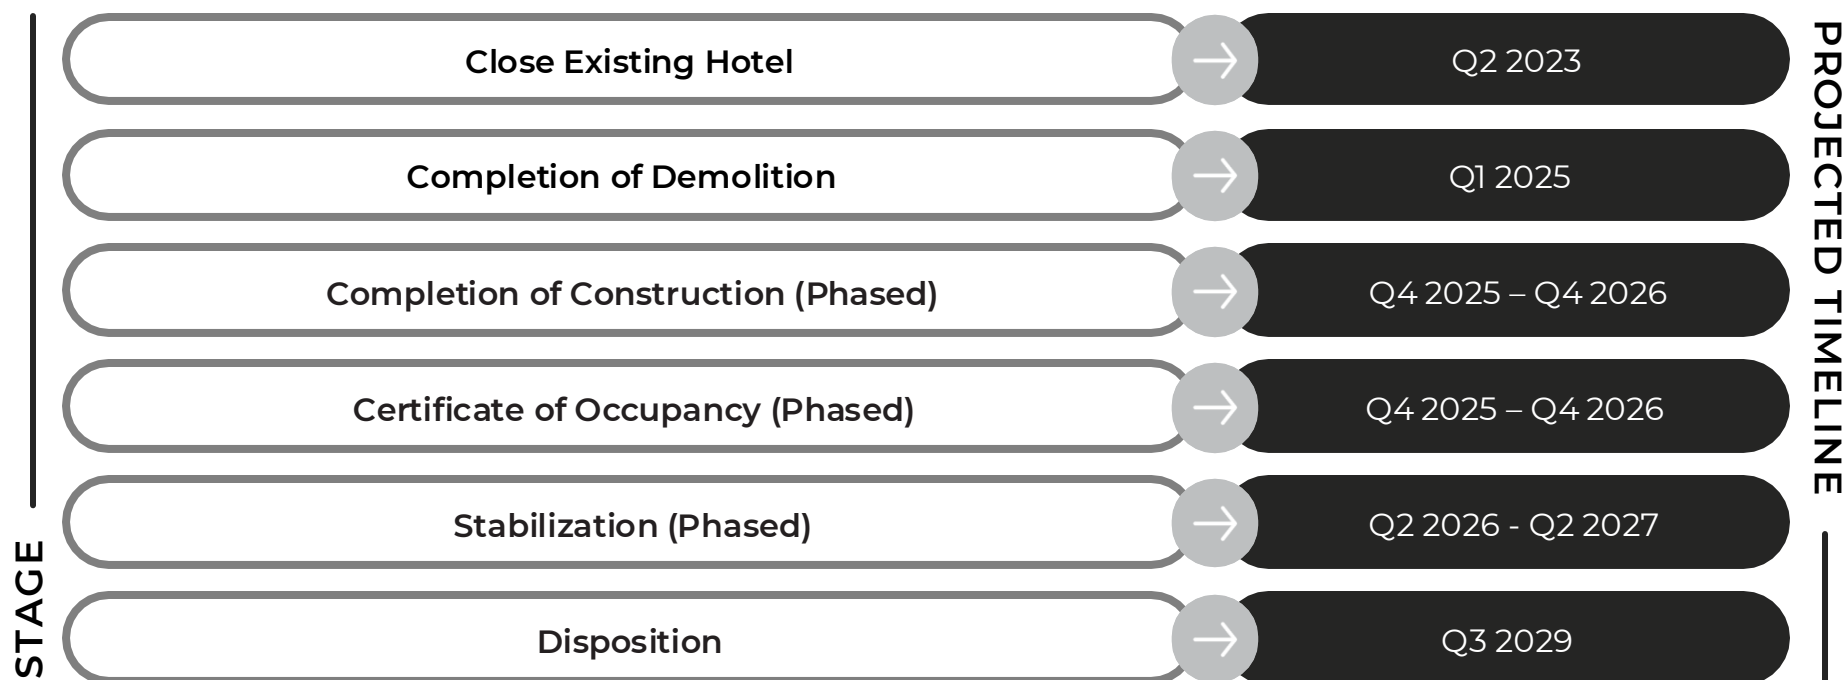 Close Existing Hotel
Q2 2023
Completion of Demolition
Q1 2025
Completion of Construction (Phased)
Q4 2025 – Q4 2026
Certificate of Occupancy (Phased)
Q4 2025 – Q4 2026
Stabilization (Phased)
Q2 2026 - Q2 2027
Disposition
Q3 2029
STAGE
PROJECTED TIMELINE